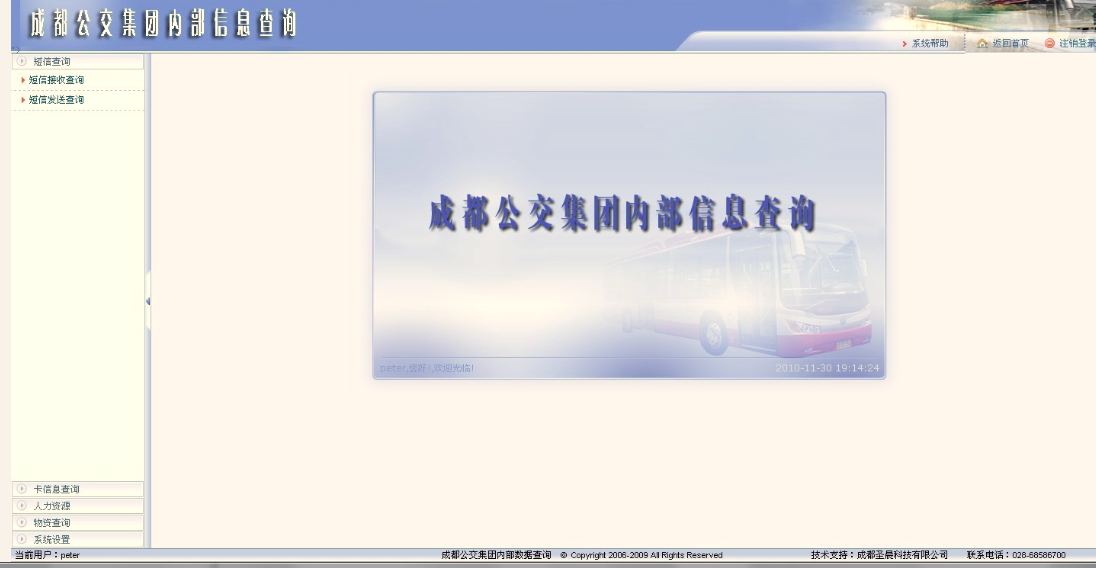 成都公交集团内部信息查询
系统帮助 返回首页 注销登录
短信查询
短信接收查询
短信发送查询
成都公交集团内部信息查询
peter,您好!,欢迎光临! 2010-11-30 19:14:24
卡信息查询
人力资源
物资查询
系统设置
当前用户：peter 成都公交集团内部数据查询 © Copyright 2006-2009 All Rights Reserved 技术支持：成都圣晨科技有限公司 联系电话：028-68586700